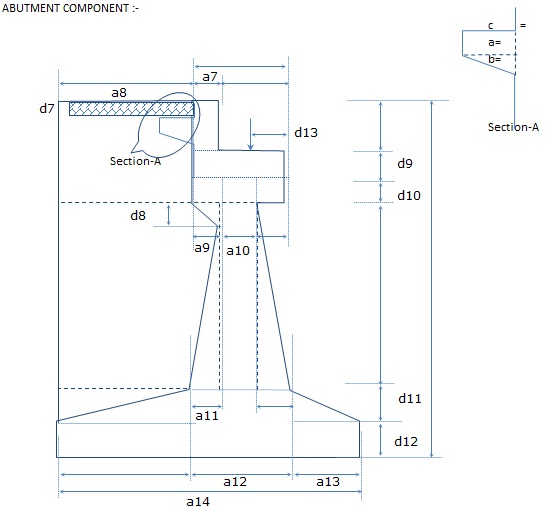 ABUTMENT COMPONENT :-
c =
a=
b=
Section-A
a7
a8
d7
d13
Section-A
d9
d10
d8
a9 a10
a11
d11
d12
a12 a13
a14